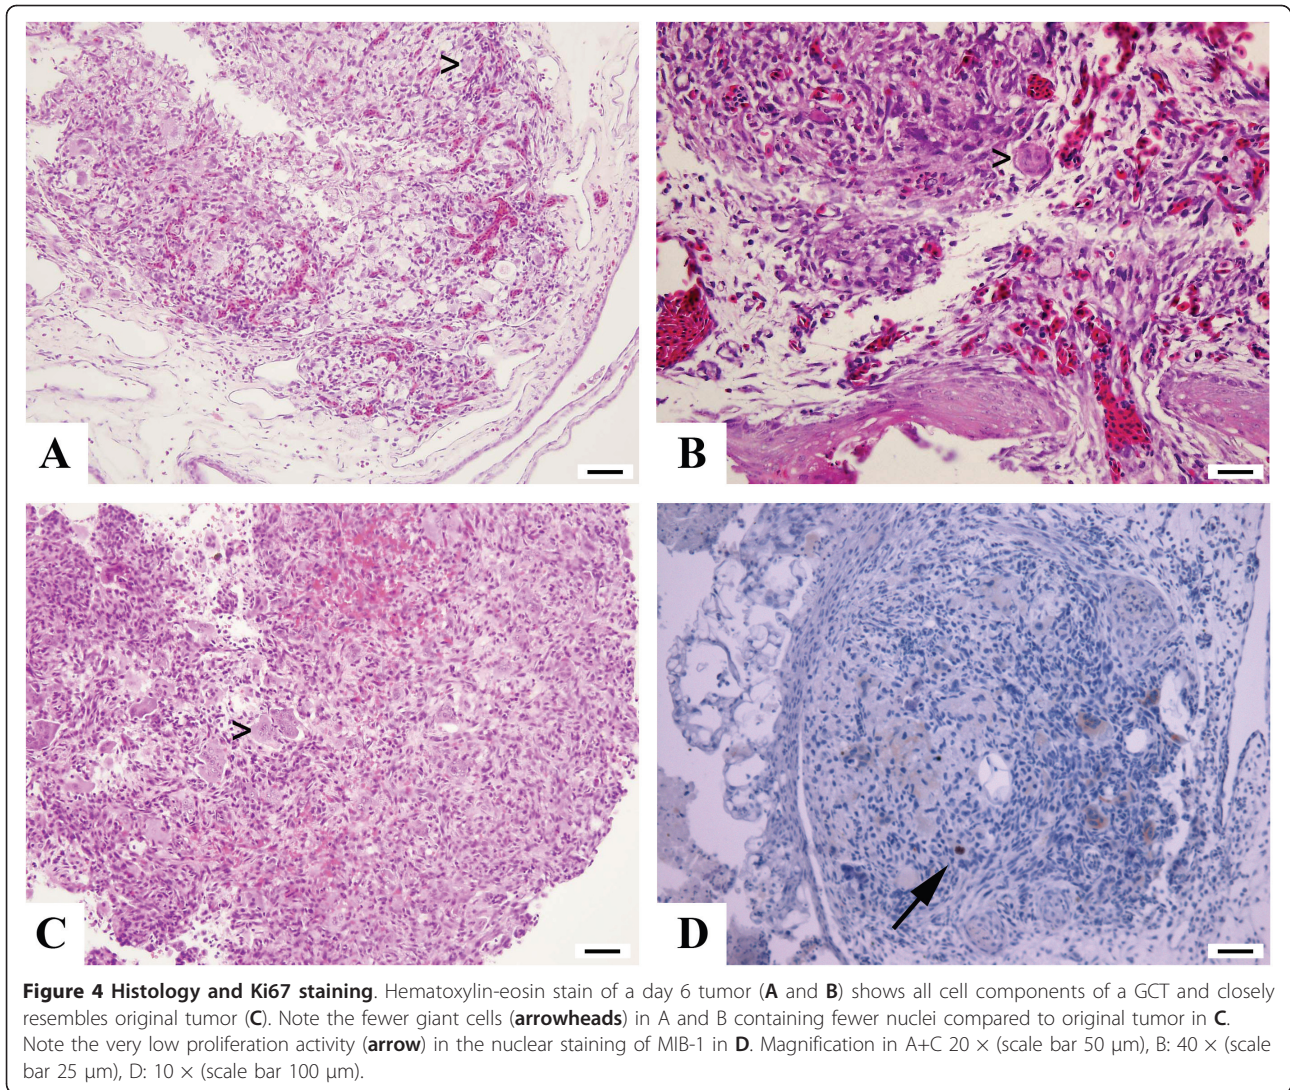 >
>
A
B
>
C
D
Figure 4 Histology and Ki67 staining. Hematoxylin-eosin stain of a day 6 tumor (A and B) shows all cell components of a GCT and closely
resembles original tumor (C). Note the fewer giant cells (arrowheads) in A and B containing fewer nuclei compared to original tumor in C.
Note the very low proliferation activity (arrow) in the nuclear staining of MIB-1 in D. Magnification in A+C 20 × (scale bar 50 μm), B: 40 × (scale
bar 25 μm), D: 10 × (scale bar 100 μm).